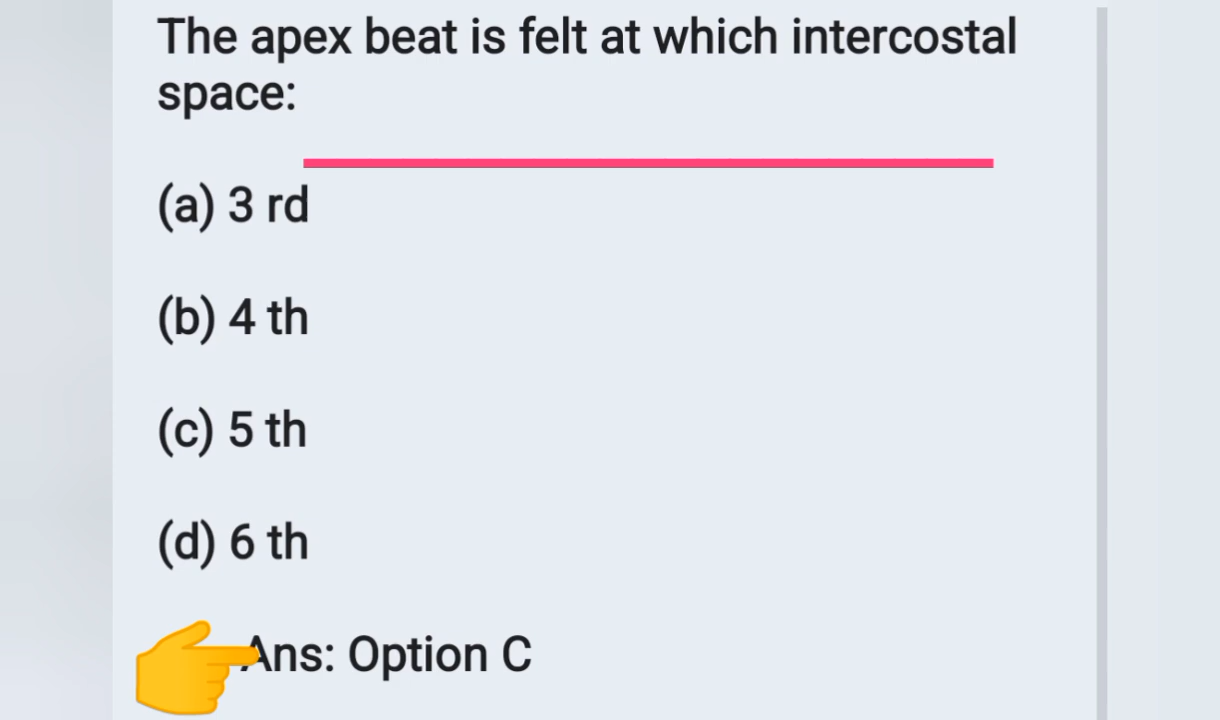 The apex beat is felt at which intercostal
space:
(a) 3 rd
(b) 4 th
(c) 5 th
(d) 6 th
Ans: Option C